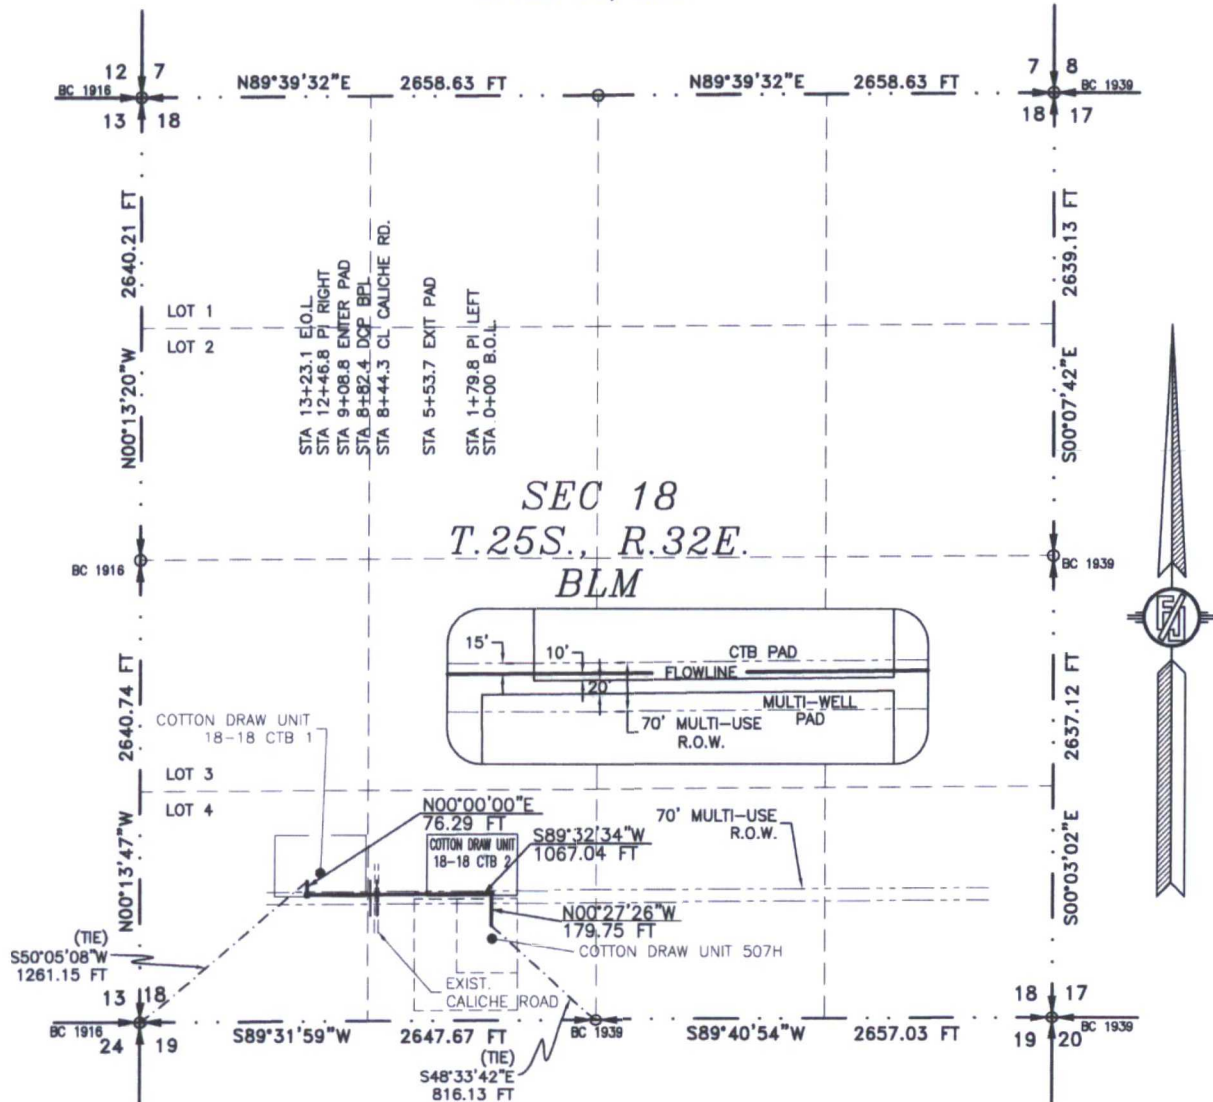 12 7
BC 1916
13 18
N89°39'32"E 2658.63 FT
N89°39'32"E 2658.63 FT
7 8
BC 1939
18 17
N00°13'20"W 2640.21 FT
S00°07'42"E 2639.13 FT
LOT 1
LOT 2
STA 13+23.1 E.O.L.
STA 12+46.8 PI RIGHT
STA 9+08.8 ENTER PAD
STA 8+82.4 DCP BPL
STA 8+44.3 CL CALICHE RD.
STA 5+53.7 EXIT PAD
STA 1+79.8 PI LEFT
STA 0+00 B.O.L.
SEC 18
T.25S., R.32E.
BLM
BC 1916
BC 1939
15'
10'
CTB PAD
FLOWLINE
20'
MULTI-WELL
PAD
70' MULTI-USE
R.O.W.
N00°13'47"W 2640.74 FT
S00°03'02"E 2637.12 FT
COTTON DRAW UNIT
18-18 CTB 1
LOT 3
LOT 4
N00°00'00"E
76.29 FT
COTTON DRAW UNIT
18-18 CTB 2
S89°32'34"W
1067.04 FT
70' MULTI-USE
R.O.W.
N00°27'26"W
179.75 FT
COTTON DRAW UNIT 507H
(TIE)
S50°05'08"W
1261.15 FT
EXIST.
CALICHE ROAD
13 18
BC 1916
24 19
S89°31'59"W 2647.67 FT
BC 1939
S89°40'54"W 2657.03 FT
18 17
BC 1939
19 20
(TIE)
S48°33'42"E
816.13 FT